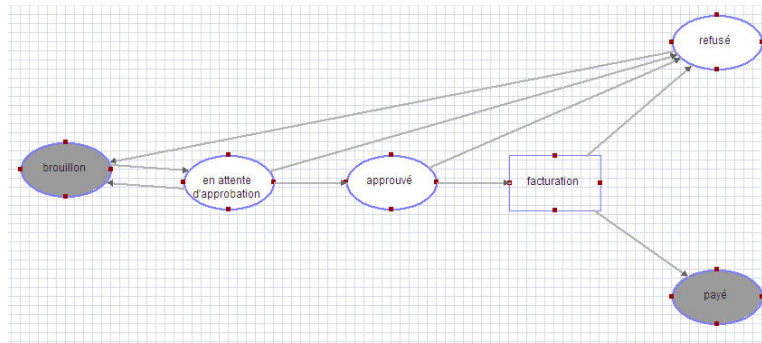 refusé
brouillon
en attente
d'approbation
approuvé
facturation
payé